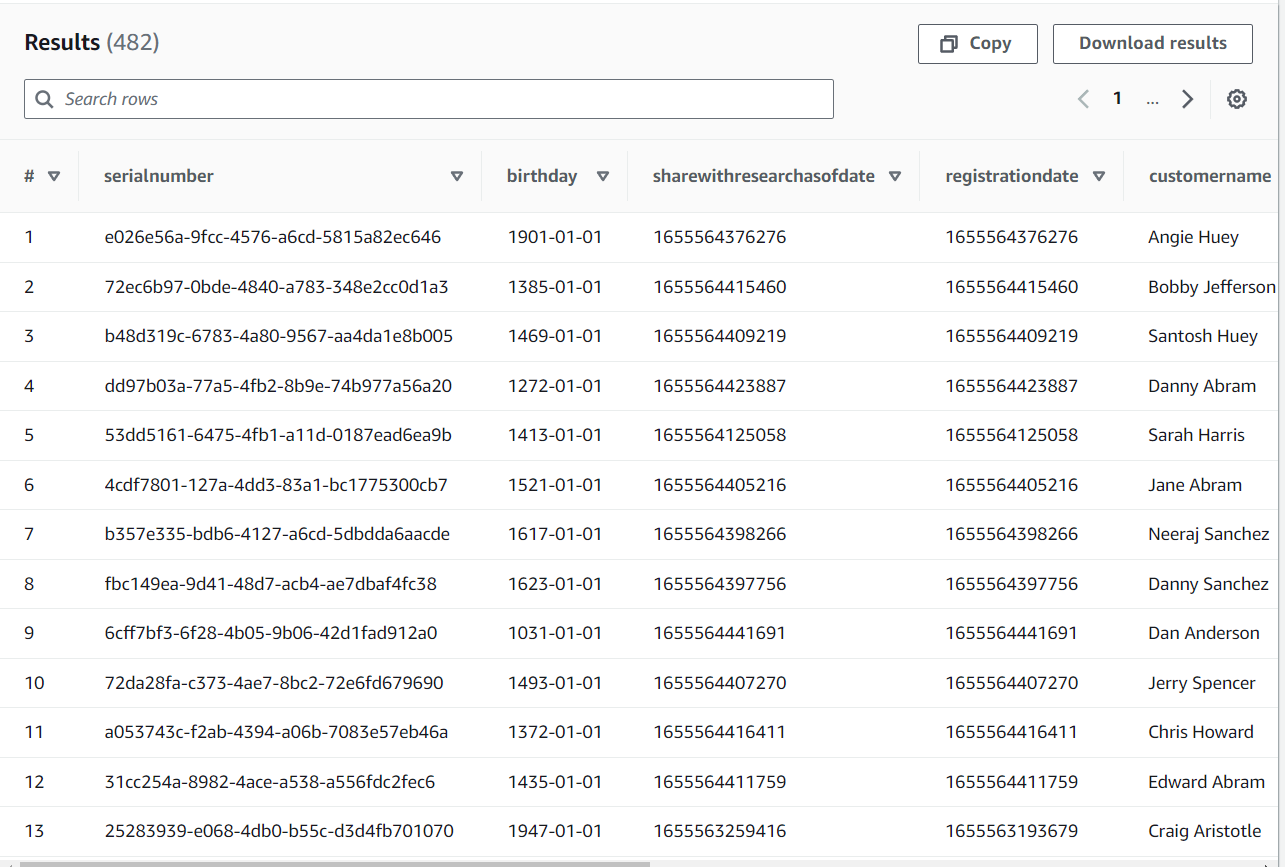 Results (482)
Copy
Download results
Search rows
1 ...
# serialnumber birthday sharewithresearchasofdate registrationdate customername
1 e026e56a-9fcc-4576-a6cd-5815a82ec646 1901-01-01 1655564376276 1655564376276 Angie Huey
2 72ec6b97-0bde-4840-a783-348e2cc0d1a3 1385-01-01 1655564415460 1655564415460 Bobby Jefferson
3 b48d319c-6783-4a80-9567-aa4da1e8b005 1469-01-01 1655564409219 1655564409219 Santosh Huey
4 dd97b03a-77a5-4fb2-8b9e-74b977a56a20 1272-01-01 1655564423887 1655564423887 Danny Abram
5 53dd5161-6475-4fb1-a11d-0187ead6ea9b 1413-01-01 1655564125058 1655564125058 Sarah Harris
6 4cdf7801-127a-4dd3-83a1-bc1775300cb7 1521-01-01 1655564405216 1655564405216 Jane Abram
7 b357e335-bdb6-4127-a6cd-5dbdda6aacde 1617-01-01 1655564398266 1655564398266 Neeraj Sanchez
8 fbc149ea-9d41-48d7-acb4-ae7dbaf4fc38 1623-01-01 1655564397756 1655564397756 Danny Sanchez
9 6cff7bf3-6f28-4b05-9b06-42d1fad912a0 1031-01-01 1655564441691 1655564441691 Dan Anderson
10 72da28fa-c373-4ae7-8bc2-72e6fd679690 1493-01-01 1655564407270 1655564407270 Jerry Spencer
11 a053743c-f2ab-4394-a06b-7083e57eb46a 1372-01-01 1655564416411 1655564416411 Chris Howard
12 31cc254a-8982-4ace-a538-a556fdc2fec6 1435-01-01 1655564411759 1655564411759 Edward Abram
13 25283939-e068-4db0-b55c-d3d4fb701070 1947-01-01 1655563259416 1655563193679 Craig Aristotle